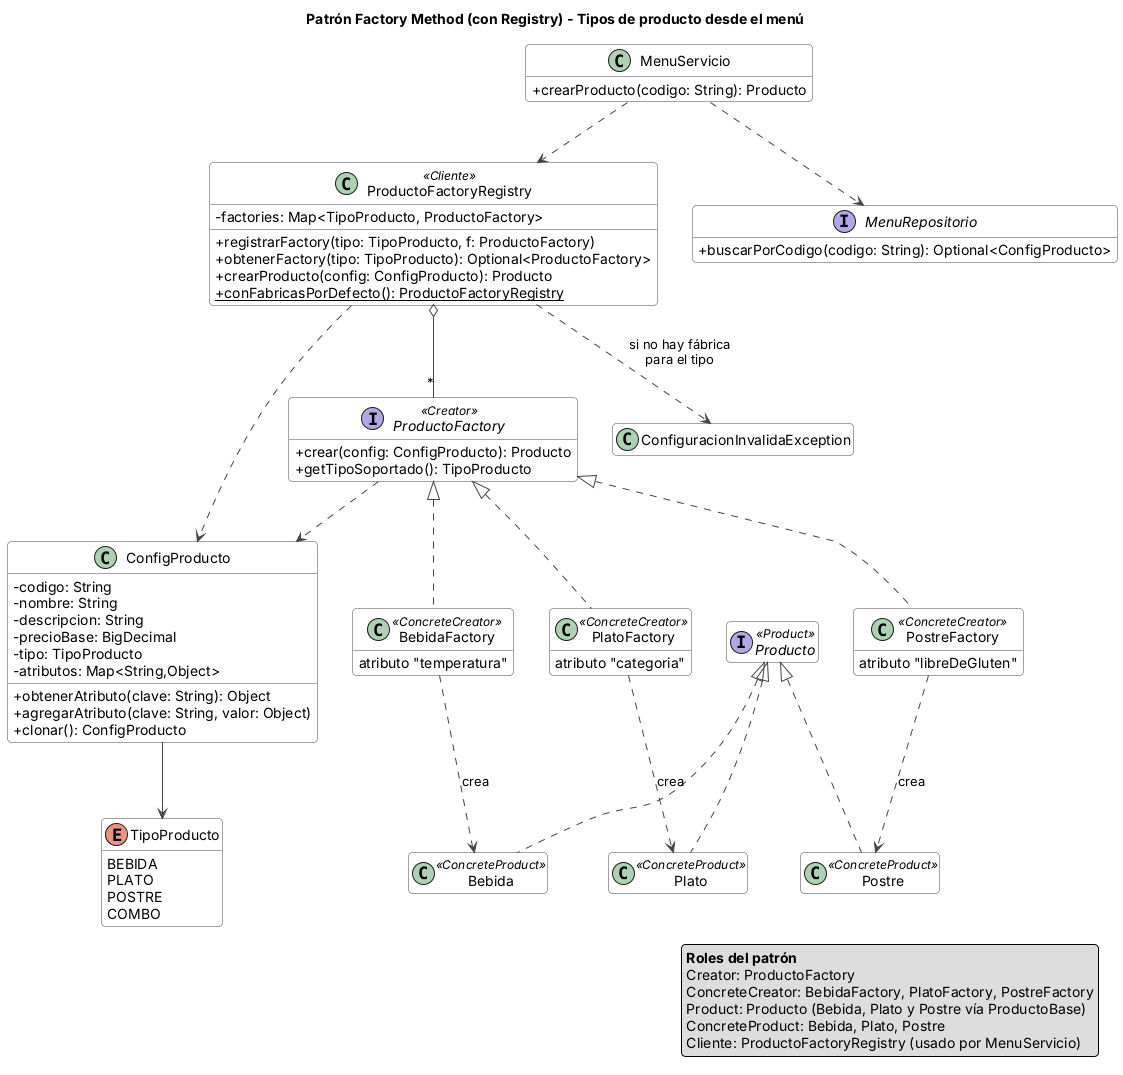 Patrón Factory Method (con Registry) - Tipos de producto desde el menú
C MenuServicio
+crearProducto(codigo: String): Producto
«Cliente»
C ProductoFactoryRegistry
-factories: Map<TipoProducto, ProductoFactory>
+registrarFactory(tipo: TipoProducto, f: ProductoFactory)
+obtenerFactory(tipo: TipoProducto): Optional<ProductoFactory>
+crearProducto(config: ConfigProducto): Producto
+conFabricasPorDefecto(): ProductoFactoryRegistry
I MenuRepositorio
+buscarPorCodigo(codigo: String): Optional<ConfigProducto>
si no hay fábrica
para el tipo
*
«Creator»
I ProductoFactory
+crear(config: ConfigProducto): Producto
+getTipoSoportado(): TipoProducto
C ConfiguracionInvalidaException
C ConfigProducto
-codigo: String
-nombre: String
-descripcion: String
-precioBase: BigDecimal
-tipo: TipoProducto
-atributos: Map<String,Object>
+obtenerAtributo(clave: String): Object
+agregarAtributo(clave: String, valor: Object)
+clonar(): ConfigProducto
«ConcreteCreator»
C BebidaFactory
atributo "temperatura"
«ConcreteCreator»
C PlatoFactory
atributo "categoria"
«Product»
I Producto
«ConcreteCreator»
C PostreFactory
atributo "libreDeGluten"
crea
crea
crea
E TipoProducto
BEBIDA
PLATO
POSTRE
COMBO
«ConcreteProduct»
C Bebida
«ConcreteProduct»
C Plato
«ConcreteProduct»
C Postre
Roles del patrón
Creator: ProductoFactory
ConcreteCreator: BebidaFactory, PlatoFactory, PostreFactory
Product: Producto (Bebida, Plato y Postre vía ProductoBase)
ConcreteProduct: Bebida, Plato, Postre
Cliente: ProductoFactoryRegistry (usado por MenuServicio)